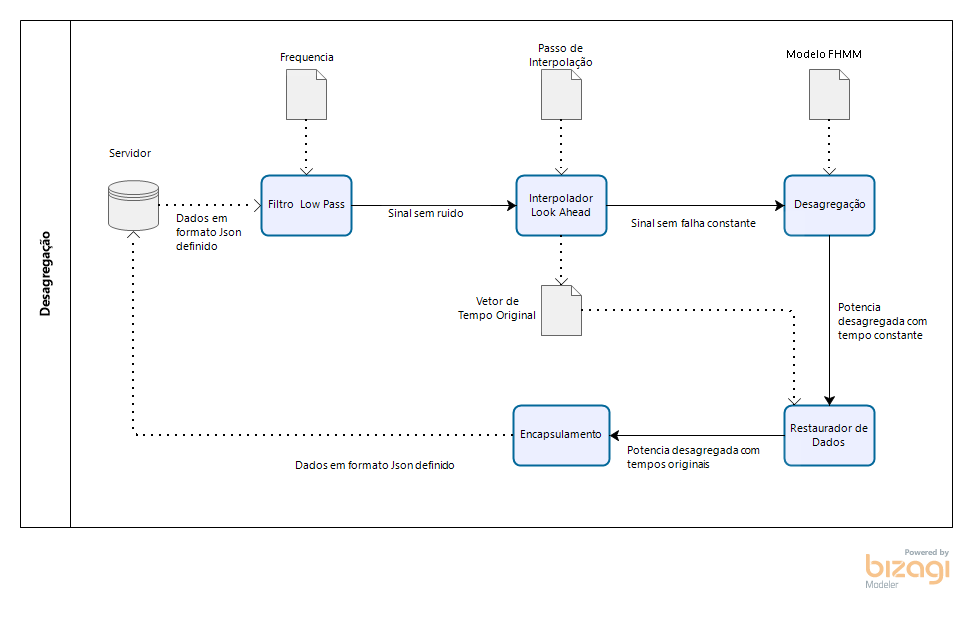 Desagregação
Frequencia
Passo de
Interpolação
Modelo FHMM
Servidor
Dados em
formato Json
definido
Filtro Low Pass
Sinal sem ruido
Interpolador
Look Ahead
Sinal sem falha constante
Desagregação
Vetor de
Tempo Original
Potencia
desagregada com
tempo constante
Restaurador de
Dados
Potencia desagregada com
tempos originais
Encapsulamento
Dados em formato Json definido
Powered by
bizagi
Modeler